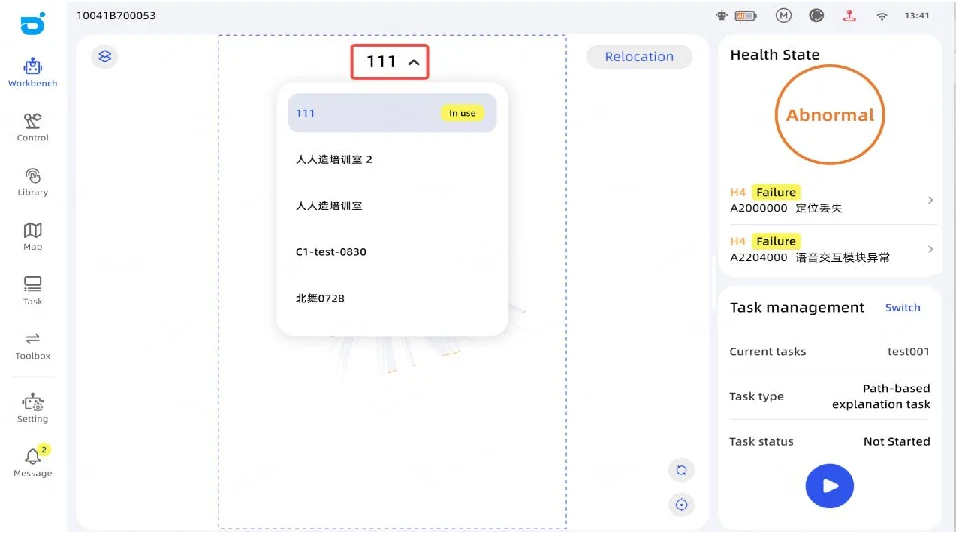 10041B700053
M
13:41
Workbench
Control
Library
Map
Task
Toolbox
Setting
2
Message
111
Relocation
111
In use
人人造培训室 2
人人造培训室
C1-test-0830
北舞0728
Health State
Abnormal
H4 Failure
A2000000 定位丢失
H4 Failure
A2204000 语音交互模块异常
Task management
Switch
Current tasks
test001
Task type
Path-based
explanation task
Task status
Not Started